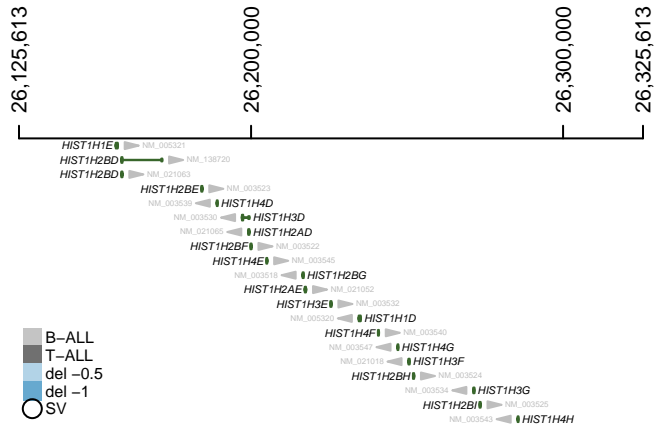 26,125,613
26,200,000
26,300,000
26,325,613
HIST1H1E NM_005321
HIST1H2BD NM_138720
HIST1H2BD NM_021063
HIST1H2BE NM_003523
NM_003539 HIST1H4D
NM_003530 HIST1H3D
NM_021065 HIST1H2AD
HIST1H2BF NM_003522
HIST1H4E NM_003545
NM_003518 HIST1H2BG
HIST1H2AE NM_021052
HIST1H3E NM_003532
NM_005320 HIST1H1D
HIST1H4F NM_003540
NM_003547 HIST1H4G
NM_021018 HIST1H3F
HIST1H2BH NM_003524
NM_003534 HIST1H3G
HIST1H2BI NM_003525
NM_003543 HIST1H4H
B−ALL
T−ALL
del −0.5
del −1
SV